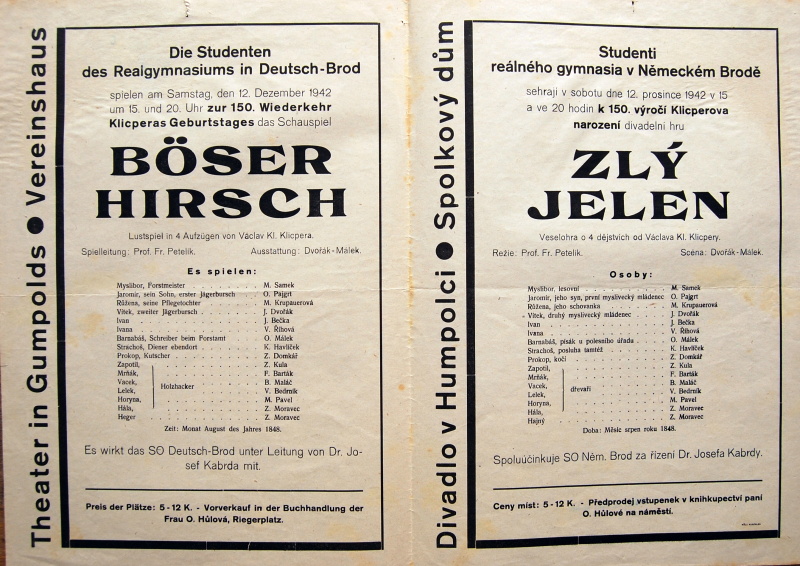 Theater in Gumpolds ● Vereinshaus
Die Studenten
des Realgymnasiums in Deutsch-Brod
spielen am Samstag, den 12. Dezember 1942
um 15. und 20. Uhr zur 150. Wiederkehr
Klicperas Geburtstages das Schauspiel
BÖSER
HIRSCH
Lustspiel in 4 Aufzügen von Václav Kl. Klicpera.
Spielleitung: Prof. Fr. Petelík. Ausstattung: Dvořák-Málek.
Es spielen:
Myslibor, Forstmeister . . . . . . . M. Samek
Jaromír, sein Sohn, erster Jägerbursch . . O. Pajgrt
Růžena, seine Pflegetochter . . . . . M. Krupauerová
Vítek, zweiter Jägerbursch . . . . . . J. Dvořák
Ivan . . . . . . . . . . J. Bečka
Ivana . . . . . . . . . . V. Říhová
Barnabáš, Schreiber beim Forstamt . . O. Málek
Strachoš, Diener ebendort . . . . . K. Havlíček
Prokop, Kutscher . . . . . . . . Z. Domkář
Zapotil, . . . . . . . Z. Kula
Mrňák, . . . . . . . F. Barták
Vacek, Holzhacker . . . . . . . B. Maláč
Lelek, . . . . . . . V. Bedrník
Horyna, . . . . . . . M. Pavel
Hála, . . . . . . . Z. Moravec
Heger . . . . . . . . . . Z. Moravec
Zeit: Monat August des Jahres 1848.
Es wirkt das SO Deutsch-Brod unter Leitung von Dr. Jo-
sef Kabrda mit.
Preis der Plätze: 5 - 12 K. - Vorverkauf in der Buchhandlung der
Frau O. Hůlová, Riegerplatz.
Divadlo v Humpolci ● Spolkový dům
Studenti
reálného gymnasia v Německém Brodě
sehrají v sobotu dne 12. prosince 1942 v 15
a ve 20 hodin k 150. výročí Klicperova
narození divadelní hru
ZLÝ
JELEN
Veselohra o 4 dějstvích od Václava Kl. Klicpery.
Režie: Prof. Fr. Petelík. Scena: Dvořák-Málek.
Osoby:
Myslibor, lesovní . . . . . . . M. Samek
Jaromír, jeho syn, první myslivecký mládenec . O. Pajgrt
Růžena, jeho schovanka . . . . . . M. Krupauerová
Vítek, druhý myslivecký mládenec . . . J. Dvořák
Ivan . . . . . . . . . . J. Bečka
Ivana . . . . . . . . . . V. Říhová
Barnabáš, písák u polesního úřadu . . . O. Málek
Strachoš, posluha tamtéž . . . . . K. Havlíček
Prokop, kočí . . . . . . . . Z. Domkář
Zapotil, . . . . . . . Z. Kula
Mrňák, . . . . . . . F. Barták
Vacek, dřevaři . . . . . . . B. Maláč
Lelek, . . . . . . . V. Bedrník
Horyna, . . . . . . . M. Pavel
Hála, . . . . . . . Z. Moravec
Hajný . . . . . . . . . . Z. Moravec
Doba: Měsíc srpen roku 1848.
Spoluúčinkuje SO Něm. Brod za řízení Dr. Josefa Kabrdy.
Ceny míst: 5 - 12 K. - Předprodej vstupenek v knihkupectví paní
O. Hůlové na náměstí.